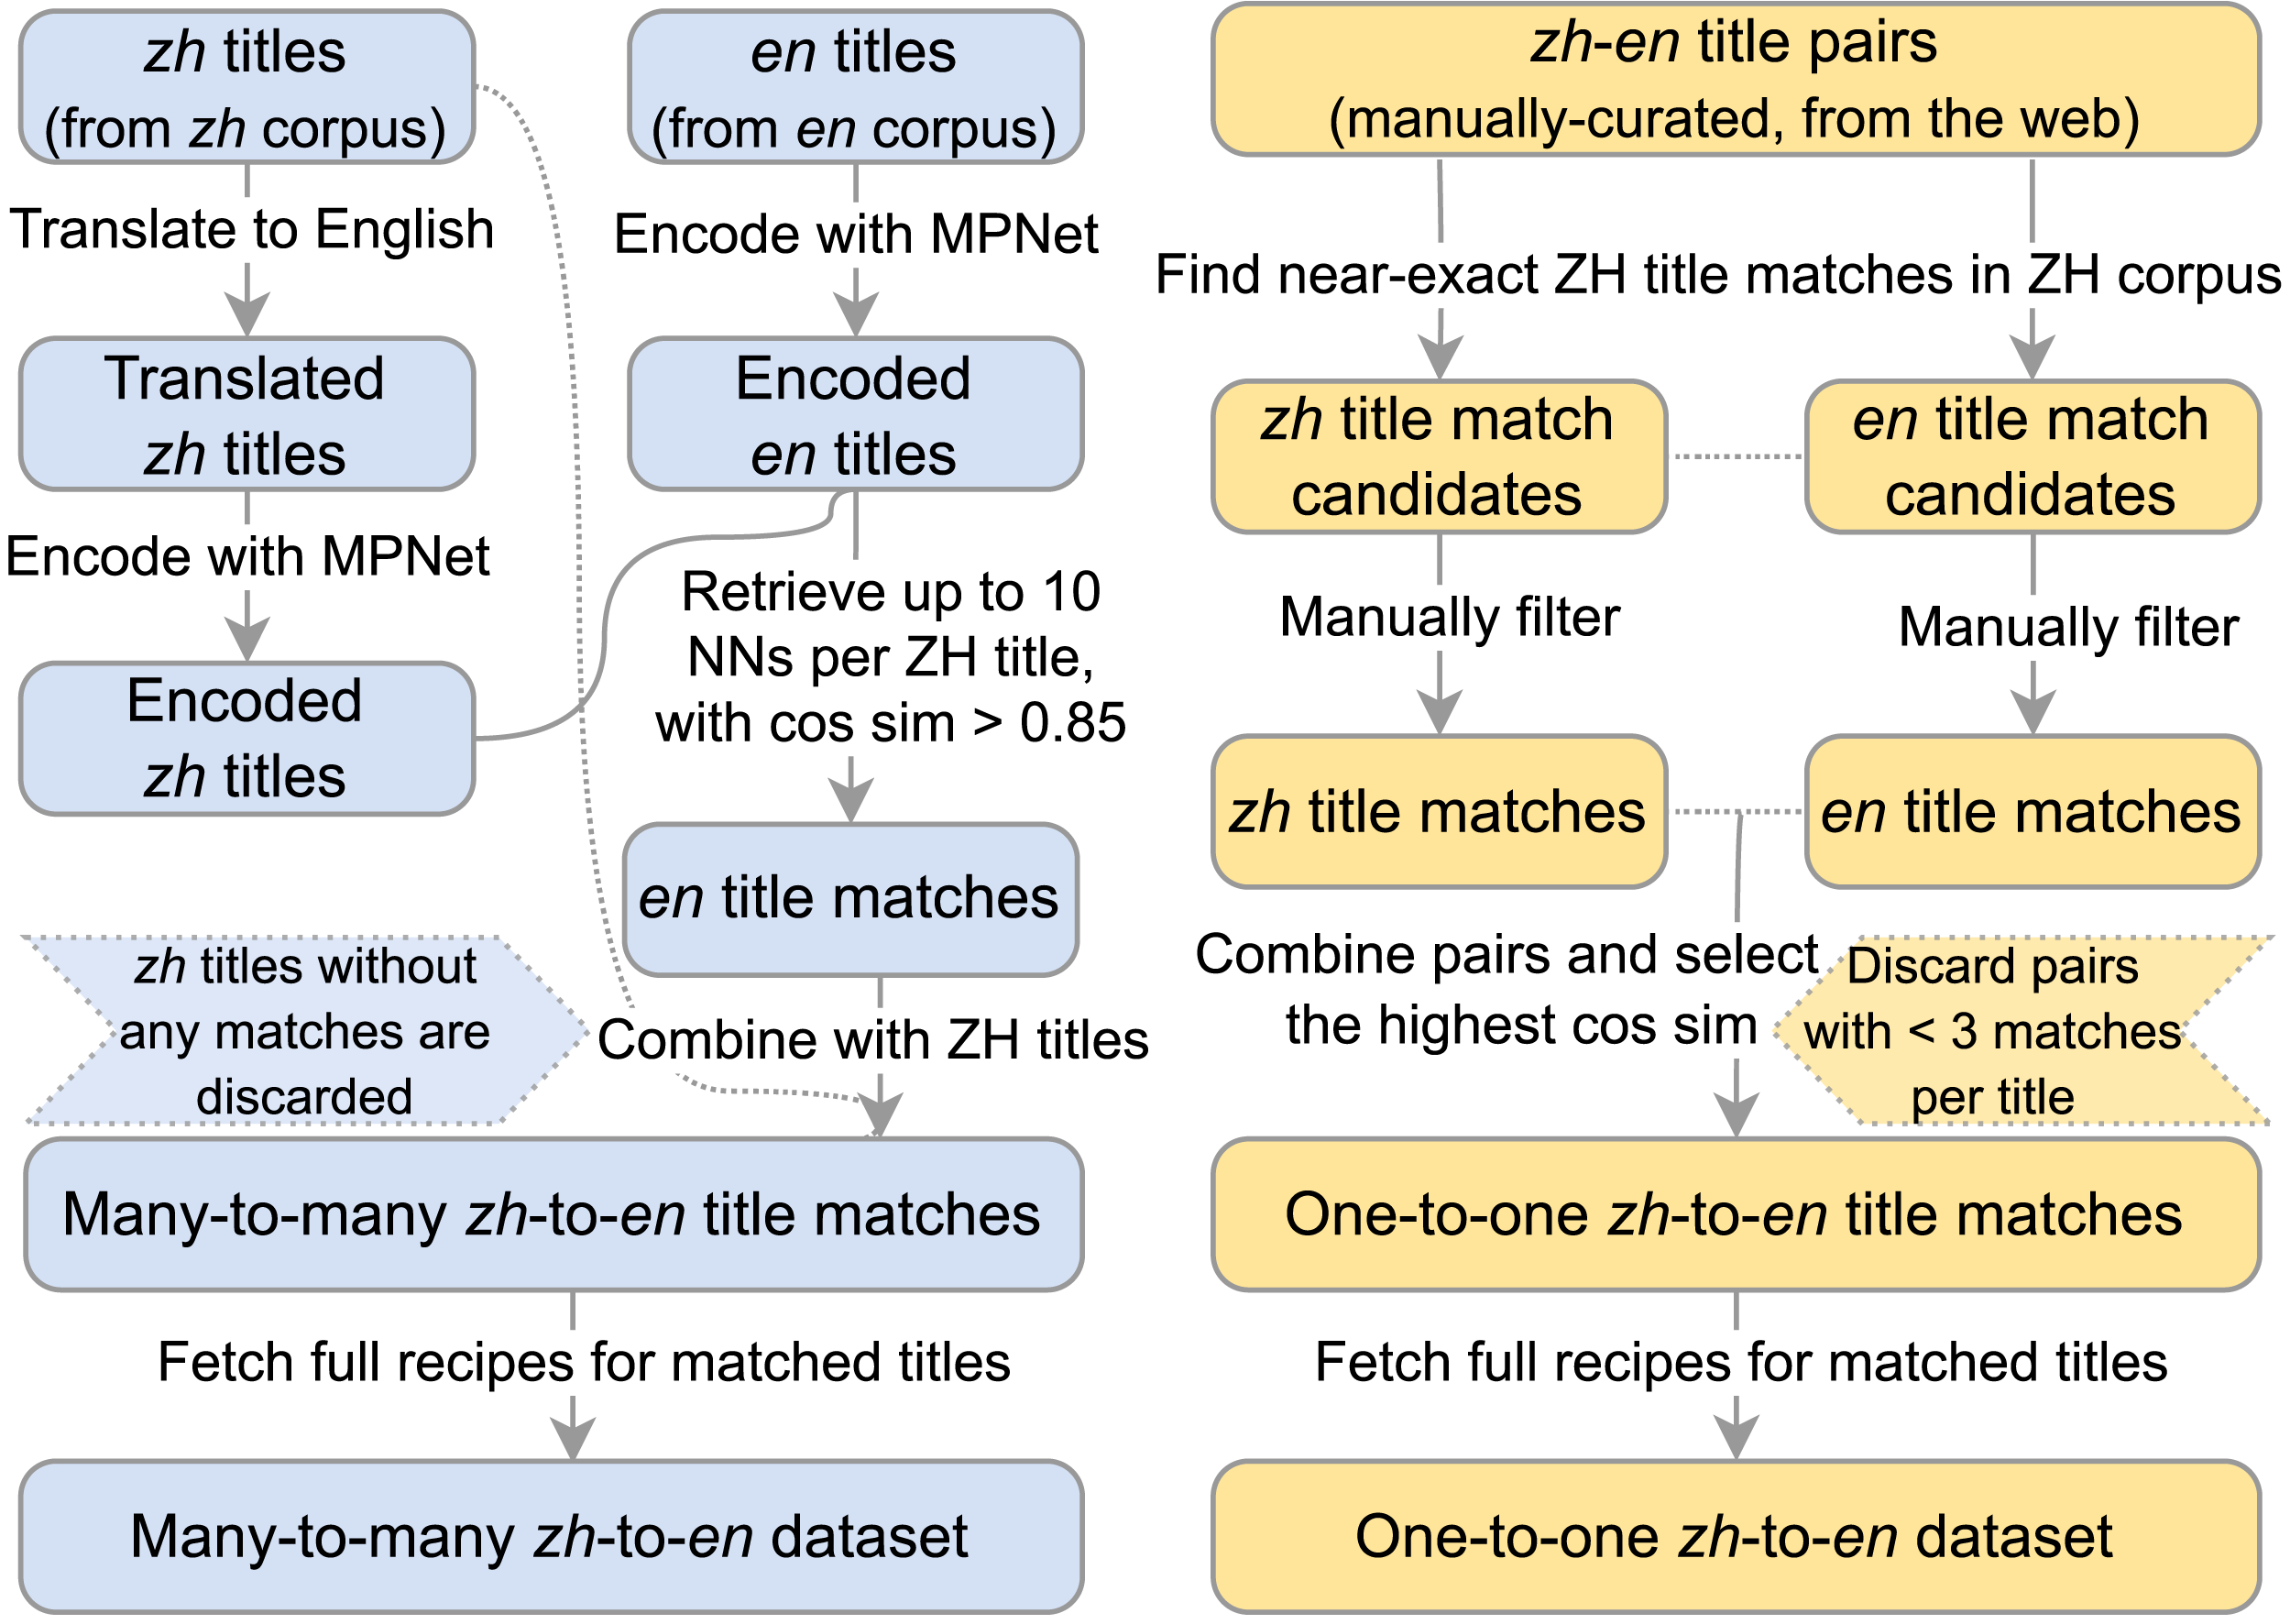 zh titles
(from zh corpus)
Translate to English
Translated
zh titles
Encode with MPNet
Encoded
zh titles
en titles
(from en corpus)
Encode with MPNet
Encoded
en titles
Retrieve up to 10
NNs per ZH title,
with cos sim > 0.85
en title matches
zh titles without
any matches are
discarded
Combine with ZH titles
Many-to-many zh-to-en title matches
Fetch full recipes for matched titles
Many-to-many zh-to-en dataset
zh-en title pairs
(manually-curated, from the web)
Find near-exact ZH title matches in ZH corpus
zh title match
candidates
en title match
candidates
Manually filter
Manually filter
zh title matches
en title matches
Combine pairs and select
the highest cos sim
Discard pairs
with < 3 matches
per title
One-to-one zh-to-en title matches
Fetch full recipes for matched titles
One-to-one zh-to-en dataset